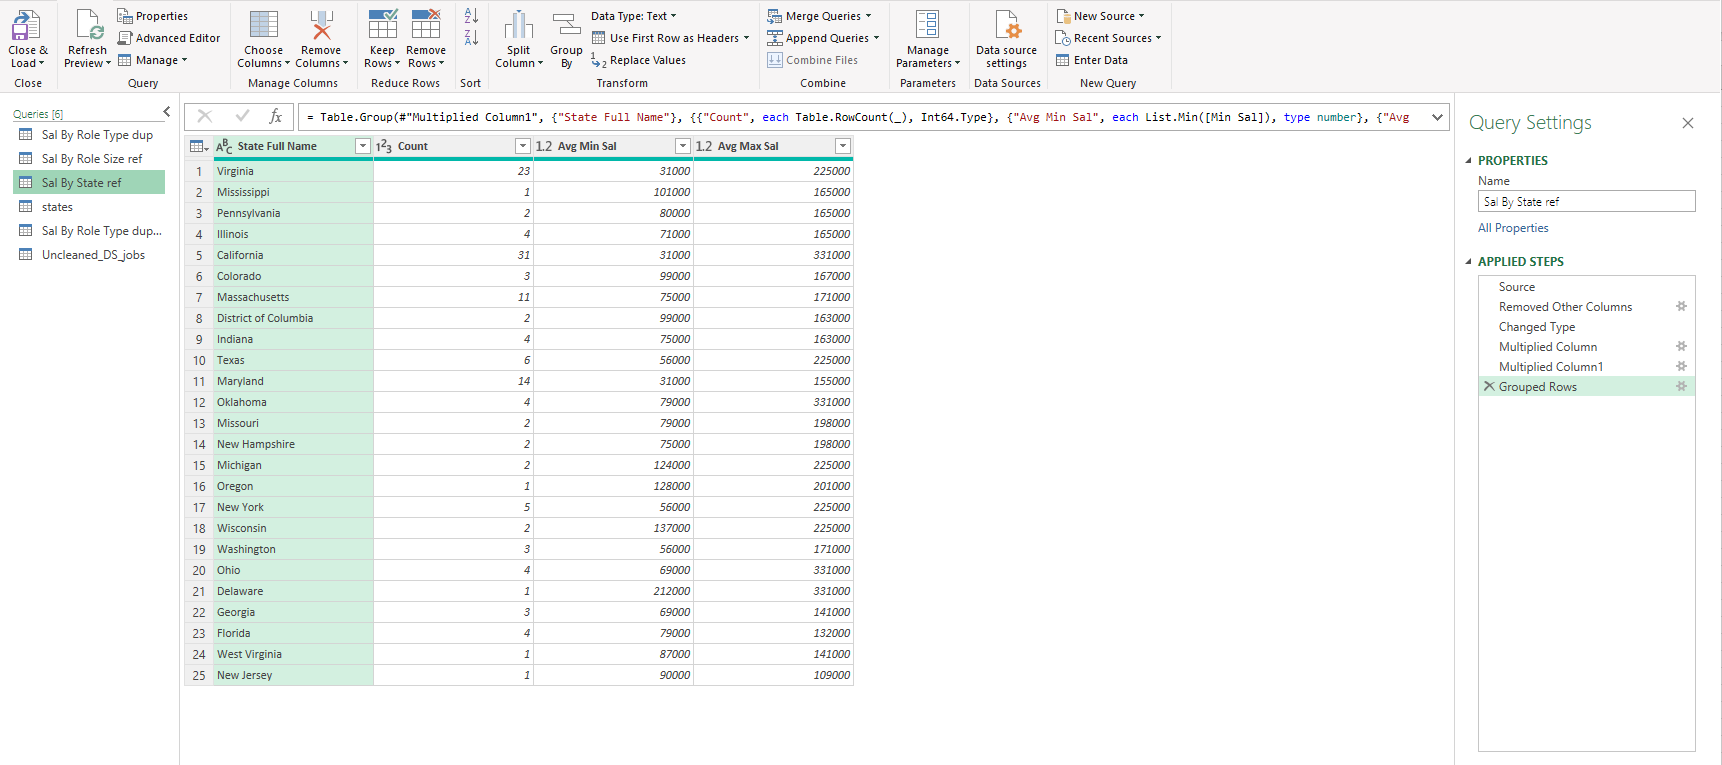 Close & Load
Refresh Preview
Properties
Advanced Editor
Manage
Choose Columns
Remove Columns
Keep Rows
Remove Rows
A Z
Z A
Split Column
Group By
Data Type: Text
Use First Row as Headers
1 2 Replace Values
Merge Queries
Append Queries
Combine Files
Manage Parameters
Data source settings
New Source
Recent Sources
Enter Data
Close
Query
Manage Columns
Reduce Rows
Sort
Transform
Combine
Parameters
Data Sources
New Query
Queries [6]
Sal By Role Type dup
Sal By Role Size ref
Sal By State ref
states
Sal By Role Type dup...
Uncleaned_DS_jobs
fx = Table.Group(#"Multiplied Column1", {"State Full Name"}, {{"Count", each Table.RowCount(_), Int64.Type}, {"Avg Min Sal", each List.Min([Min Sal]), type number}, {"Avg
ABC State Full Name 123 Count 1.2 Avg Min Sal 1.2 Avg Max Sal
1 Virginia 23 31000 225000
2 Mississippi 1 101000 165000
3 Pennsylvania 2 80000 165000
4 Illinois 4 71000 165000
5 California 31 31000 331000
6 Colorado 3 99000 167000
7 Massachusetts 11 75000 171000
8 District of Columbia 2 99000 163000
9 Indiana 4 75000 163000
10 Texas 6 56000 225000
11 Maryland 14 31000 155000
12 Oklahoma 4 79000 331000
13 Missouri 2 79000 198000
14 New Hampshire 2 75000 198000
15 Michigan 2 124000 225000
16 Oregon 1 128000 201000
17 New York 5 56000 225000
18 Wisconsin 2 137000 225000
19 Washington 3 56000 171000
20 Ohio 4 69000 331000
21 Delaware 1 212000 331000
22 Georgia 3 69000 141000
23 Florida 4 79000 132000
24 West Virginia 1 87000 141000
25 New Jersey 1 90000 109000
Query Settings
PROPERTIES
Name
Sal By State ref
All Properties
APPLIED STEPS
Source
Removed Other Columns
Changed Type
Multiplied Column
Multiplied Column1
Grouped Rows